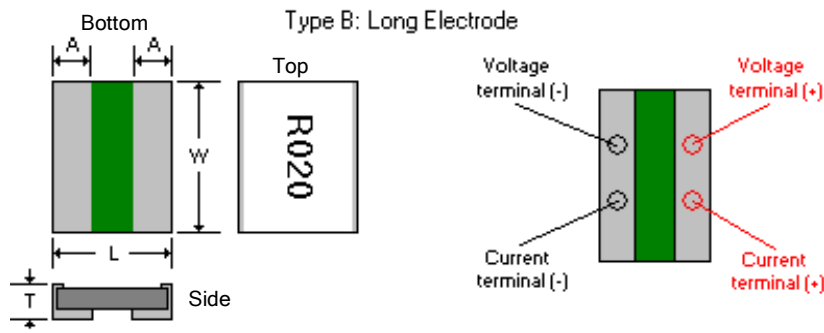 Type B: Long Electrode
Bottom
A
A
Top
W
R020
L
T
Side
Voltage
terminal (-)
Voltage
terminal (+)
Current
terminal (-)
Current
terminal (+)